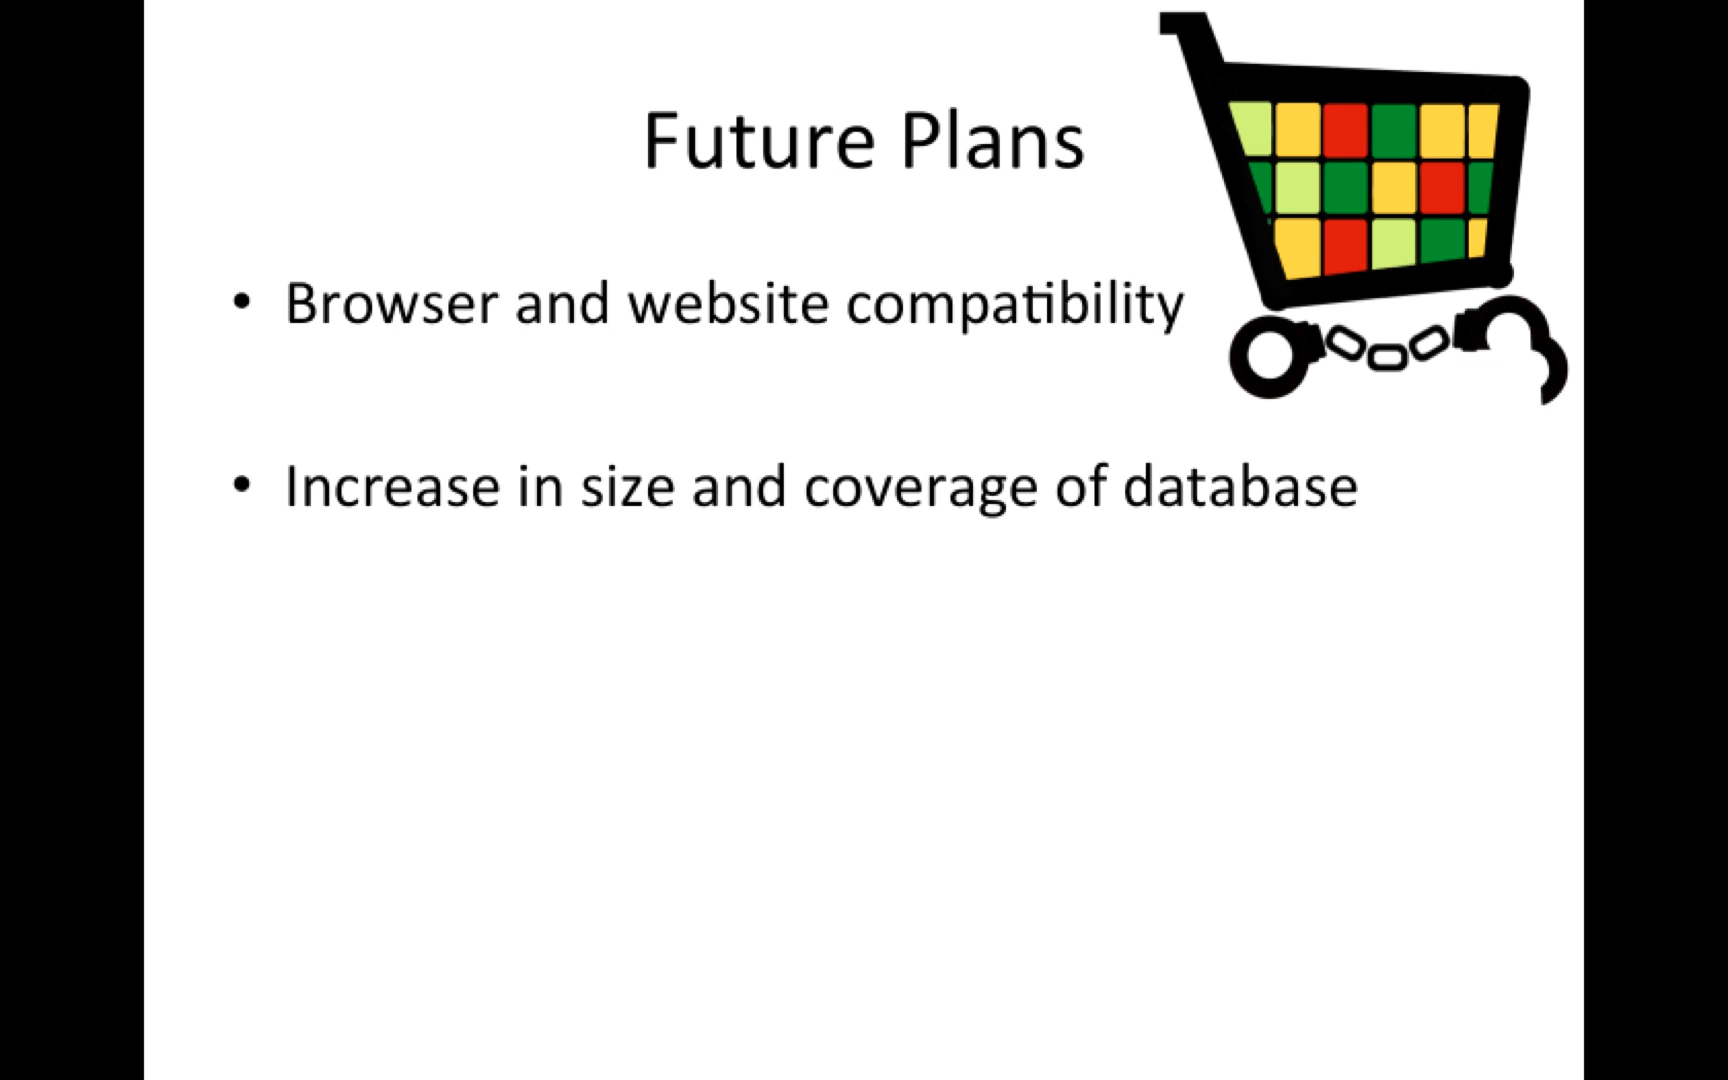 Future Plans
• Browser and website compatibility
• Increase in size and coverage of database